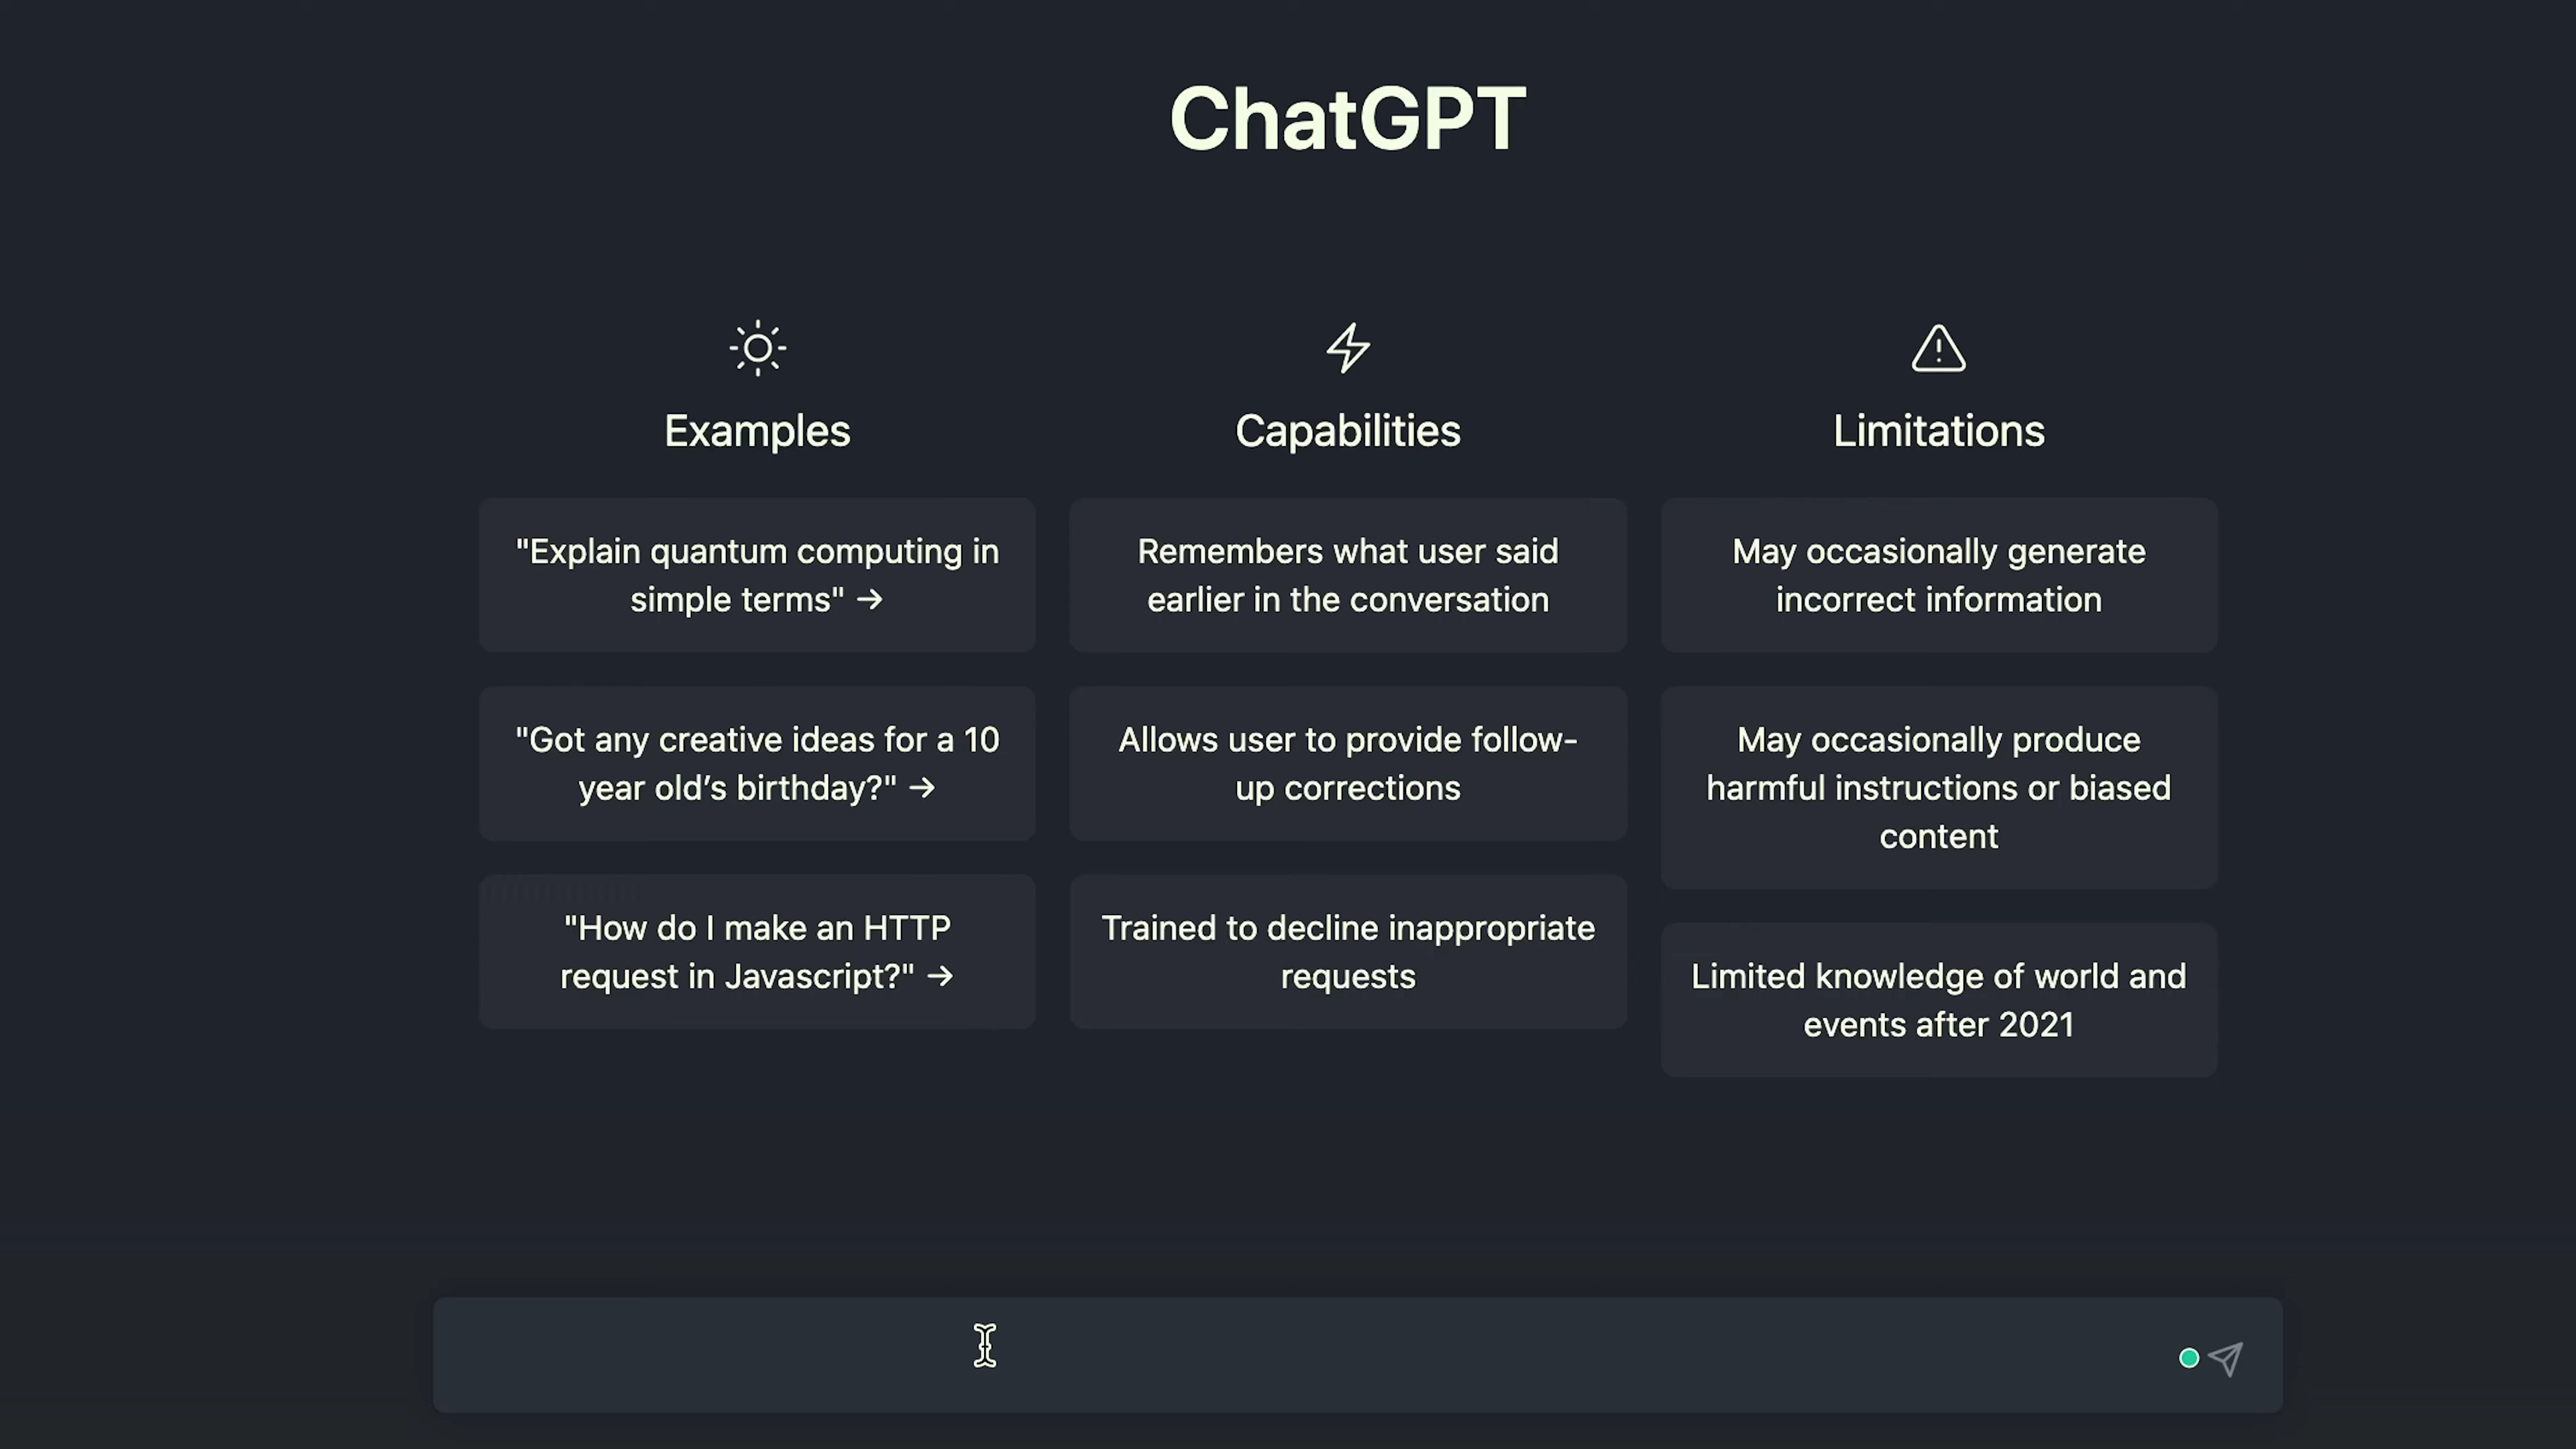 ChatGPT
Examples
"Explain quantum computing in
simple terms" →
"Got any creative ideas for a 10
year old’s birthday?" →
"How do I make an HTTP
request in Javascript?" →
Capabilities
Remembers what user said
earlier in the conversation
Allows user to provide follow-
up corrections
Trained to decline inappropriate
requests
Limitations
May occasionally generate
incorrect information
May occasionally produce
harmful instructions or biased
content
Limited knowledge of world and
events after 2021